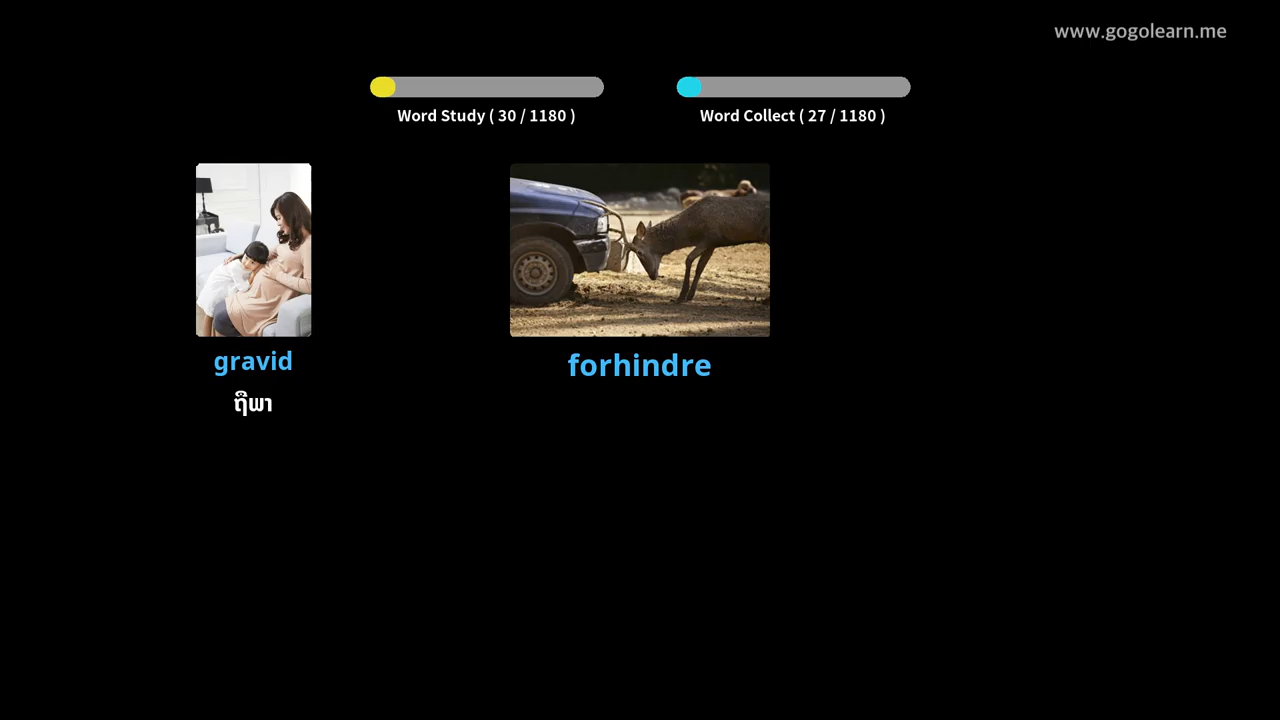 www.gogolearn.me
Word Study ( 30 / 1180 )
Word Collect ( 27 / 1180 )
gravid
ຖືພາ
forhindre